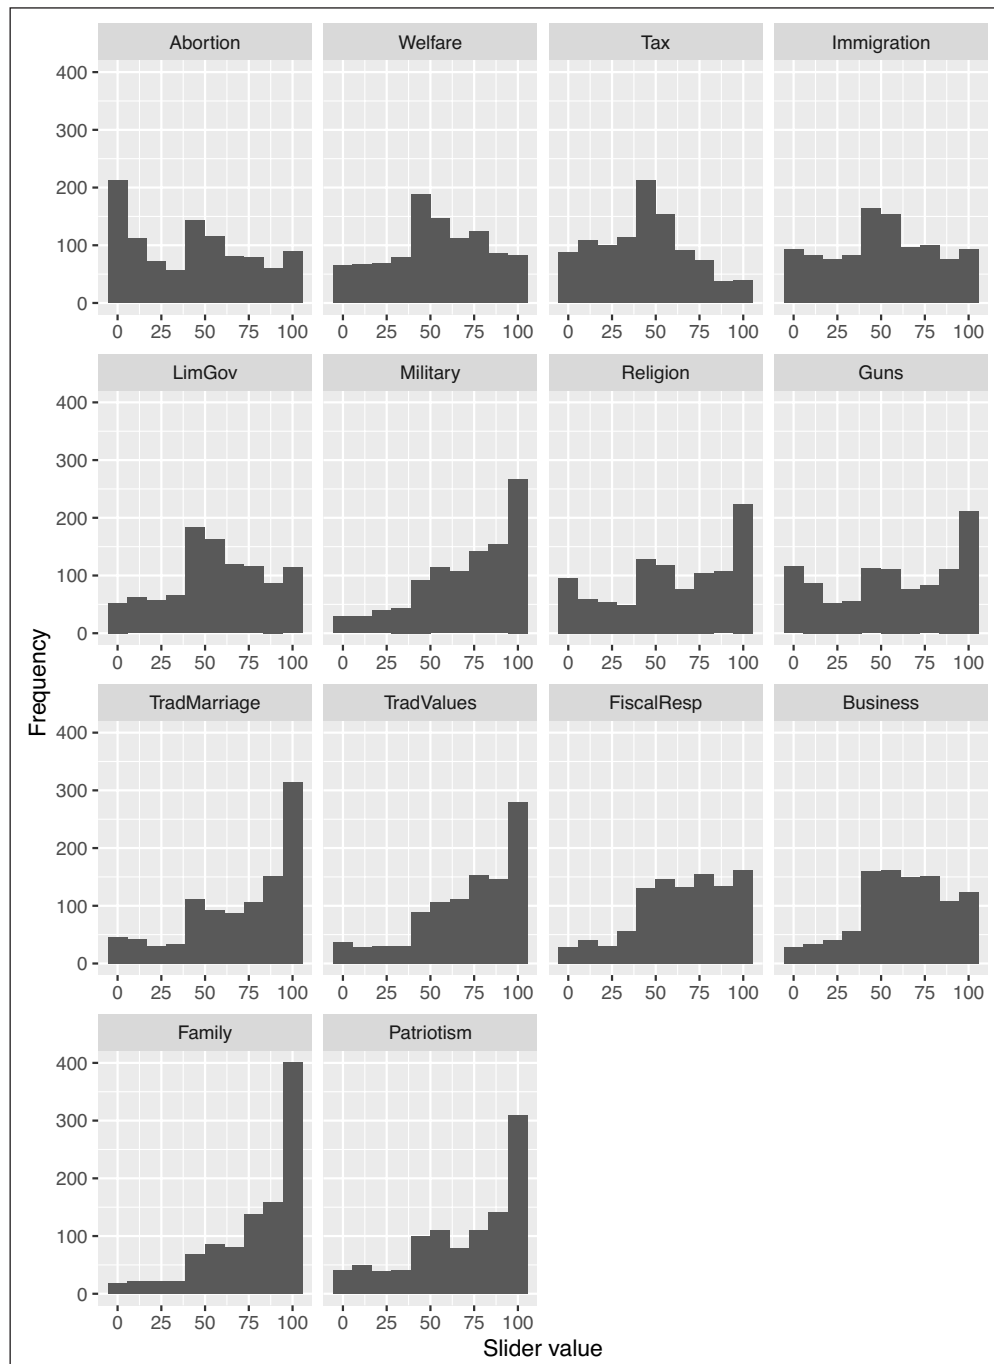 Abortion Welfare Tax Immigration
400
300
200
100
0
0 25 50 75 100 0 25 50 75 100 0 25 50 75 100 0 25 50 75 100
LimGov Military Religion Guns
400
300
200
100
0
0 25 50 75 100 0 25 50 75 100 0 25 50 75 100 0 25 50 75 100
Frequency
TradMarriage TradValues FiscalResp Business
400
300
200
100
0
0 25 50 75 100 0 25 50 75 100 0 25 50 75 100 0 25 50 75 100
Family Patriotism
400
300
200
100
0
0 25 50 75 100 0 25 50 75 100
Slider value